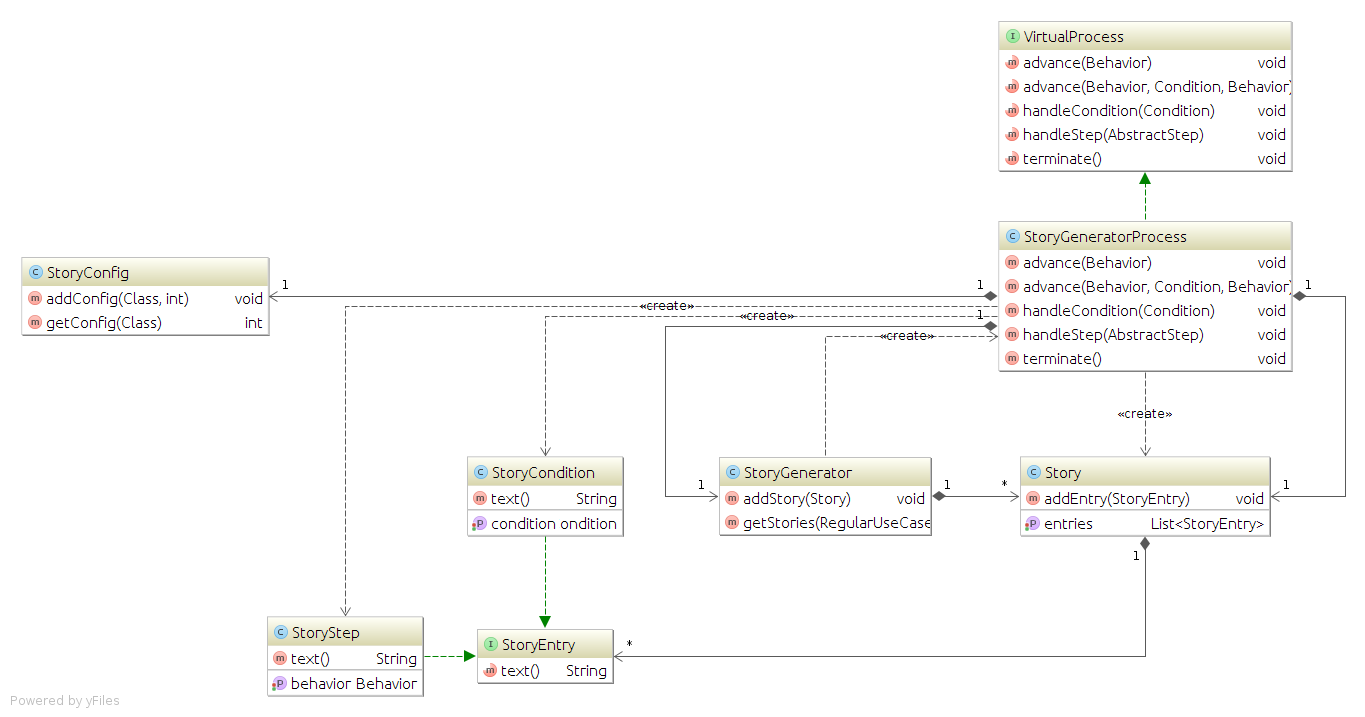 I VirtualProcess
m advance(Behavior) void
m advance(Behavior, Condition, Behavior)
m handleCondition(Condition) void
m handleStep(AbstractStep) void
m terminate() void
C StoryGeneratorProcess
m advance(Behavior) void
m advance(Behavior, Condition, Behavior)
m handleCondition(Condition) void
m handleStep(AbstractStep) void
m terminate() void
C StoryConfig
m addConfig(Class, int) void
m getConfig(Class) int
1
1
1
«create»
«create»
1
«create»
«create»
C StoryCondition
m text() String
P condition ondition
C StoryGenerator
m addStory(Story) void
m getStories(RegularUseCase
C Story
m addEntry(StoryEntry) void
P entries List<StoryEntry>
1
1
*
1
1
C StoryStep
m text() String
P behavior Behavior
I StoryEntry
m text() String
*
Powered by yFiles